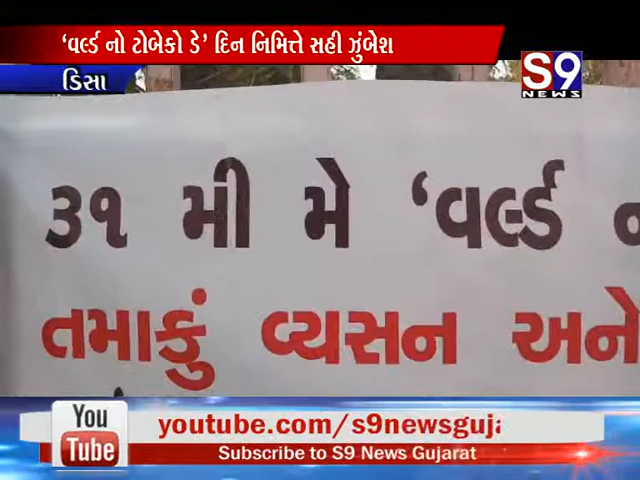 ‘વર્લ્ડ નો ટોબેકો ડે’ દિન નિમિત્તે સહી ઝુંબેશ
ડિસા
S9
NEWS
૩૧ મી મે ‘વર્લ્ડ
તમાકું વ્યસન અને
You
Tube
youtube.com/s9newsguj
Subscribe to S9 News Gujarat